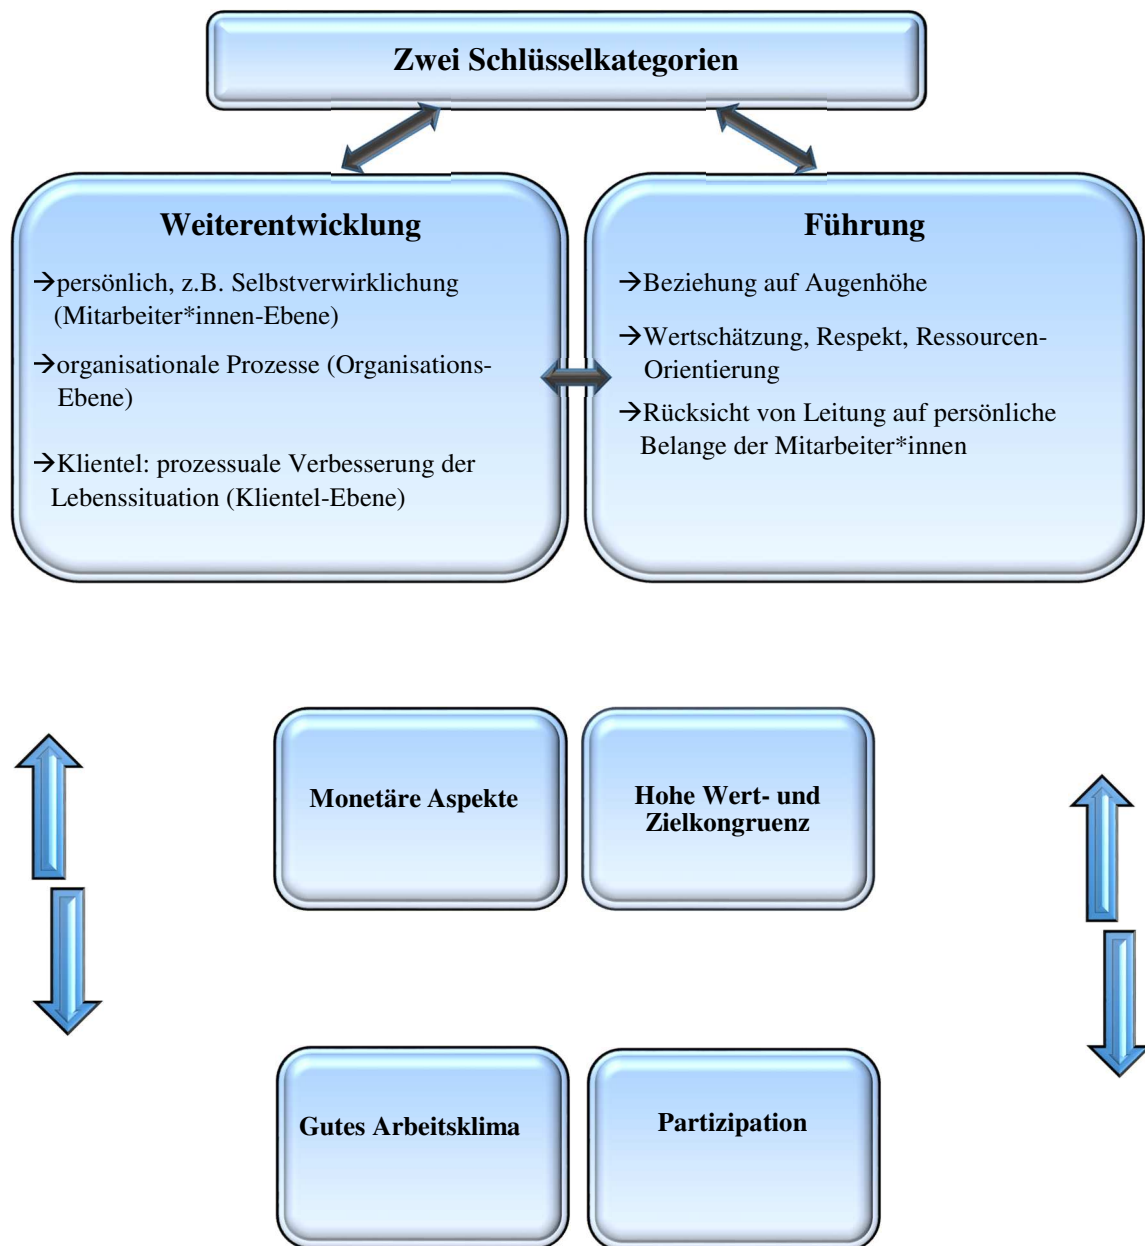 Zwei Schlüsselkategorien
Weiterentwicklung
→persönlich, z.B. Selbstverwirklichung
(Mitarbeiter*innen-Ebene)
→organisationale Prozesse (Organisations-
Ebene)
→Klientel: prozessuale Verbesserung der
Lebenssituation (Klientel-Ebene)
Führung
→Beziehung auf Augenhöhe
→Wertschätzung, Respekt, Ressourcen-
Orientierung
→Rücksicht von Leitung auf persönliche
Belange der Mitarbeiter*innen
Monetäre Aspekte
Hohe Wert- und
Zielkongruenz
Gutes Arbeitsklima
Partizipation